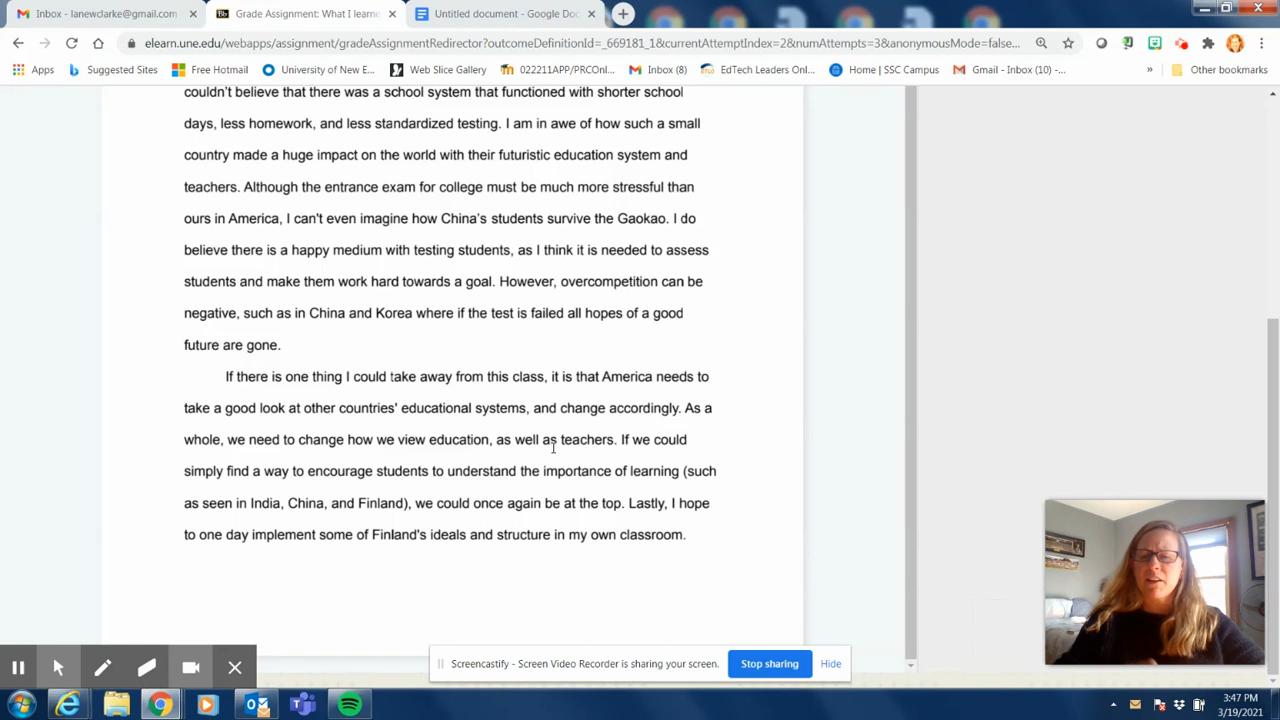 Inbox - lanewclarke@gmail.com
Grade Assignment: What I learne
Untitled document - Google Doc
elearn.une.edu/webapps/assignment/gradeAssignmentRedirector?outcomeDefinitionId=_669181_1&currentAttemptIndex=2&numAttempts=3&anonymousMode=false...
Apps
Suggested Sites
Free Hotmail
University of New E...
Web Slice Gallery
022211APP/PRCOnl...
Inbox (8)
EdTech Leaders Onl...
Home | SSC Campus
Gmail - Inbox (10) -...
»
Other bookmarks
couldn't believe that there was a school system that functioned with shorter school
days, less homework, and less standardized testing. I am in awe of how such a small
country made a huge impact on the world with their futuristic education system and
teachers. Although the entrance exam for college must be much more stressful than
ours in America, I can't even imagine how China's students survive the Gaokao. I do
believe there is a happy medium with testing students, as I think it is needed to assess
students and make them work hard towards a goal. However, overcompetition can be
negative, such as in China and Korea where if the test is failed all hopes of a good
future are gone.
If there is one thing I could take away from this class, it is that America needs to
take a good look at other countries' educational systems, and change accordingly. As a
whole, we need to change how we view education, as well as teachers. If we could
simply find a way to encourage students to understand the importance of learning (such
as seen in India, China, and Finland), we could once again be at the top. Lastly, I hope
to one day implement some of Finland's ideals and structure in my own classroom.
Screencastify - Screen Video Recorder is sharing your screen.
Stop sharing
Hide
3:47 PM
3/19/2021